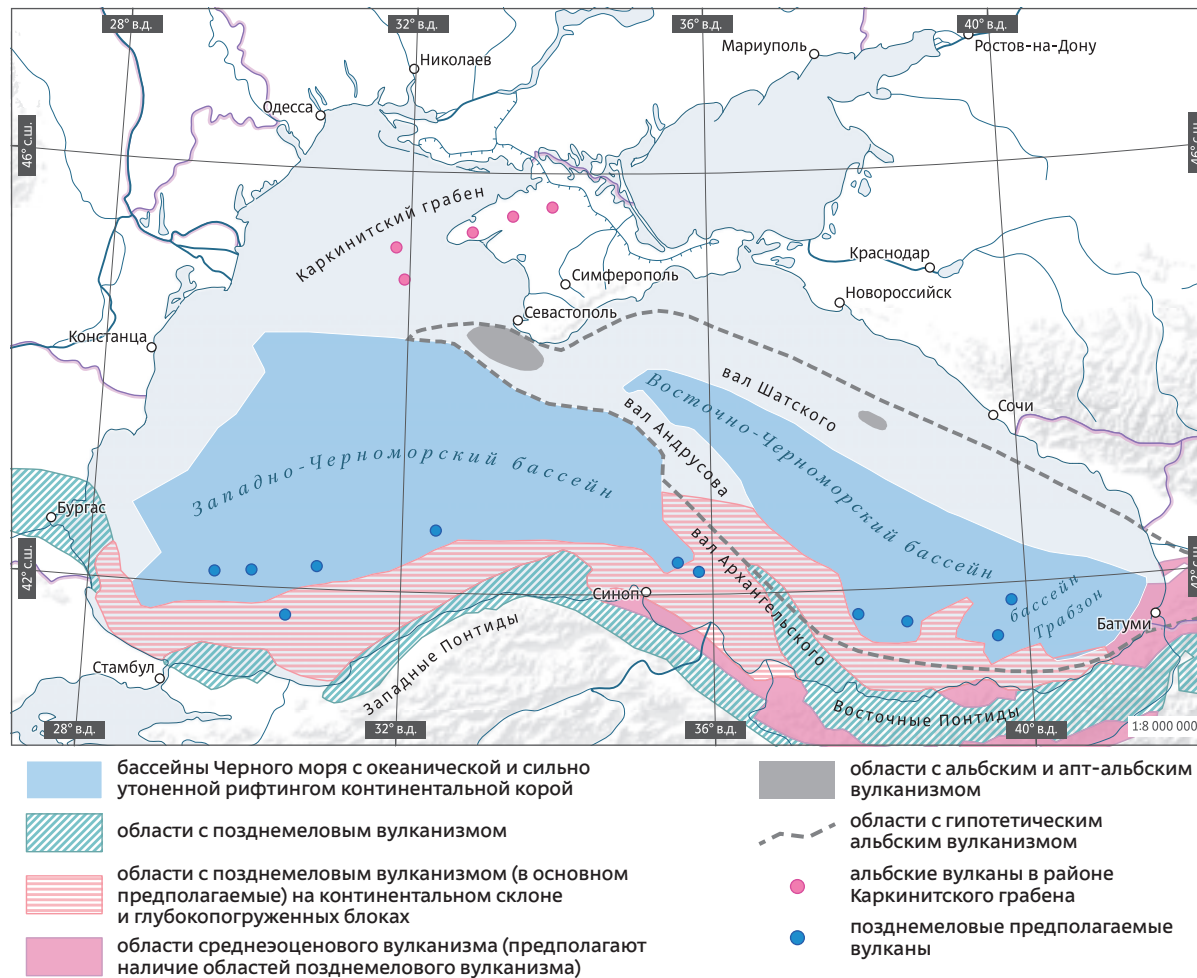 28° в.д.
32° в.д.
36° в.д.
40° в.д.
Мариуполь
Ростов-на-Дону
Николаев
Одесса
46° с.ш.
46° с.ш.
Каркинитский грабен
Краснодар
Симферополь
Новороссийск
Севастополь
Констанца
вал Шатского
Восточно-Черноморский бассейн
вал Андрусова
Сочи
Западно-Черноморский бассейн
Бургас
вал Архангельского
42° с.ш.
42° с.ш.
Синоп
бассейн
Трабзон
Батуми
Стамбул
Западные Понтиды
Восточные Понтиды
28° в.д.
32° в.д.
36° в.д.
40° в.д.
1:8 000 000
бассейны Черного моря с океанической и сильно
утоненной рифтингом континентальной корой
области с позднемеловым вулканизмом
области с позднемеловым вулканизмом (в основном
предполагаемые) на континентальном склоне
и глубокопогруженных блоках
области среднеэоценового вулканизма (предполагают
наличие областей позднемелового вулканизма)
области с альбским и апт-альбским
вулканизмом
области с гипотетическим
альбским вулканизмом
альбские вулканы в районе
Каркинитского грабена
позднемеловые предполагаемые
вулканы